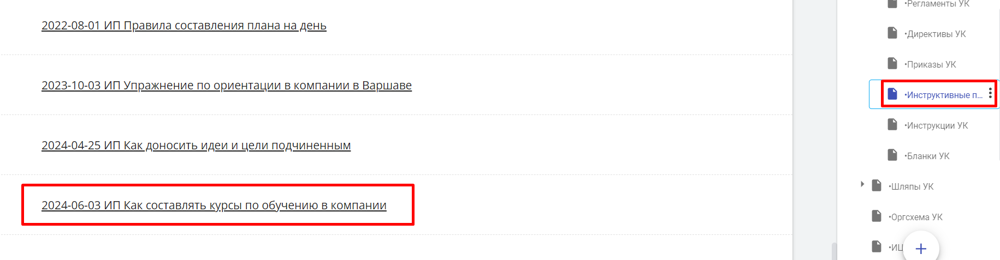 2022-08-01 ИП Правила составления плана на день
2023-10-03 ИП Упражнение по ориентации в компании в Варшаве
2024-04-25 ИП Как доносить идеи и цели подчиненным
2024-06-03 ИП Как составлять курсы по обучению в компании
•Регламенты УК
•Директивы УК
•Приказы УК
•Инструктивные п...
•Инструкции УК
•Бланки УК
•Шляпы УК
•Оргсхема УК